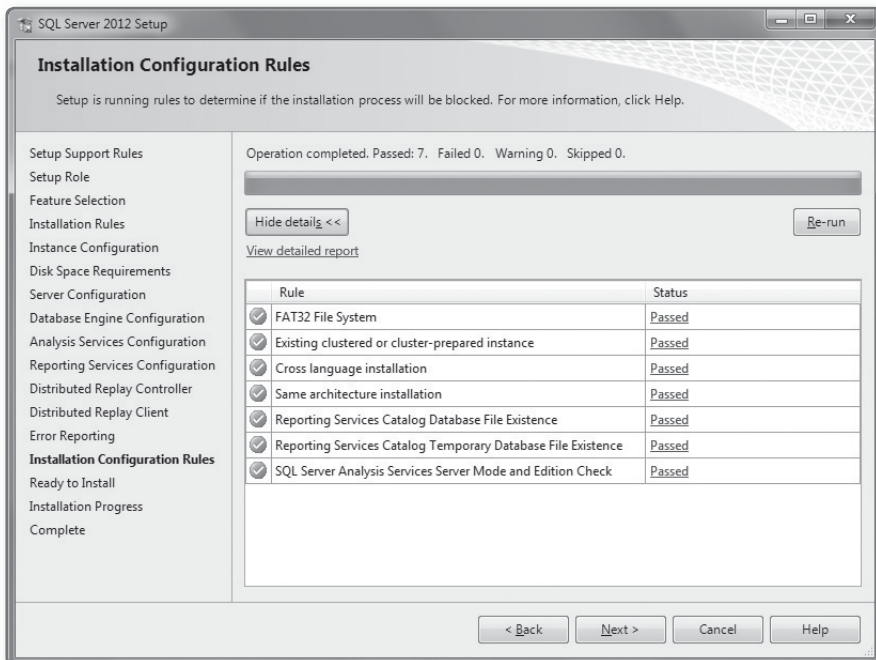 SQL Server 2012 Setup
Installation Configuration Rules
Setup is running rules to determine if the installation process will be blocked. For more information, click Help.
Setup Support Rules
Setup Role
Feature Selection
Installation Rules
Instance Configuration
Disk Space Requirements
Server Configuration
Database Engine Configuration
Analysis Services Configuration
Reporting Services Configuration
Distributed Replay Controller
Distributed Replay Client
Error Reporting
Installation Configuration Rules
Ready to Install
Installation Progress
Complete
Operation completed. Passed: 7. Failed 0. Warning 0. Skipped 0.
Hide details <<
Re-run
View detailed report
Rule Status
FAT32 File System Passed
Existing clustered or cluster-prepared instance Passed
Cross language installation Passed
Same architecture installation Passed
Reporting Services Catalog Database File Existence Passed
Reporting Services Catalog Temporary Database File Existence Passed
SQL Server Analysis Services Server Mode and Edition Check Passed
< Back Next > Cancel Help